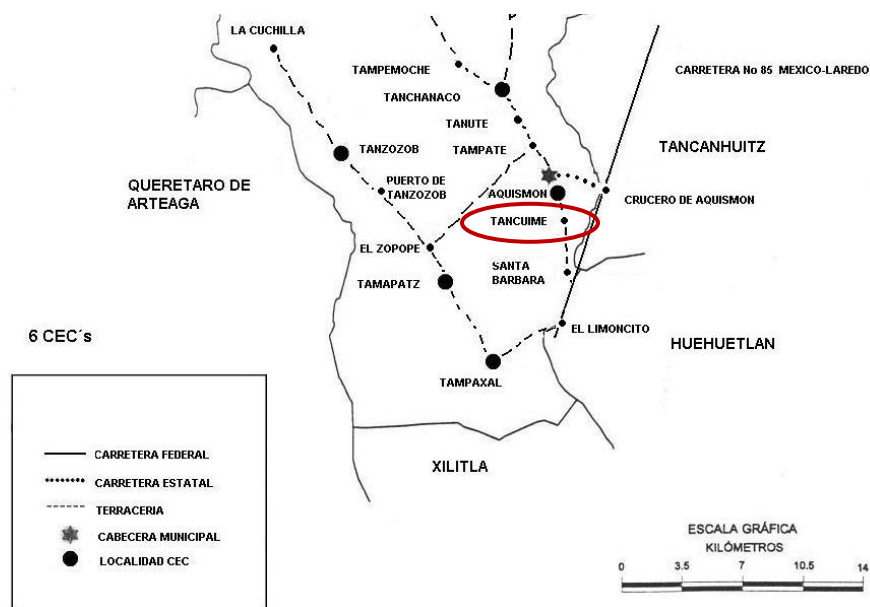 LA CUCHILLA
TAMPEMOCHE
CARRETERA No 85 MEXICO-LAREDO
TANCHANACO
TANUTE
TANZOZOB
TAMPATE
TANCANHUITZ
QUERETARO DE
ARTEAGA
PUERTO DE
TANZOZOB
AQUISMON
CRUCERO DE AQUISMON
TANCUIME
EL ZOPOPE
SANTA
BARBARA
TAMAPATZ
6 CEC´s
EL LIMONCITO
HUEHUETLAN
TAMPAXAL
XILITLA
CARRETERA FEDERAL
CARRETERA ESTATAL
TERRACERIA
CABECERA MUNICIPAL
LOCALIDAD CEC
ESCALA GRÁFICA
KILÓMETROS
0 3.5 7 10.5 14